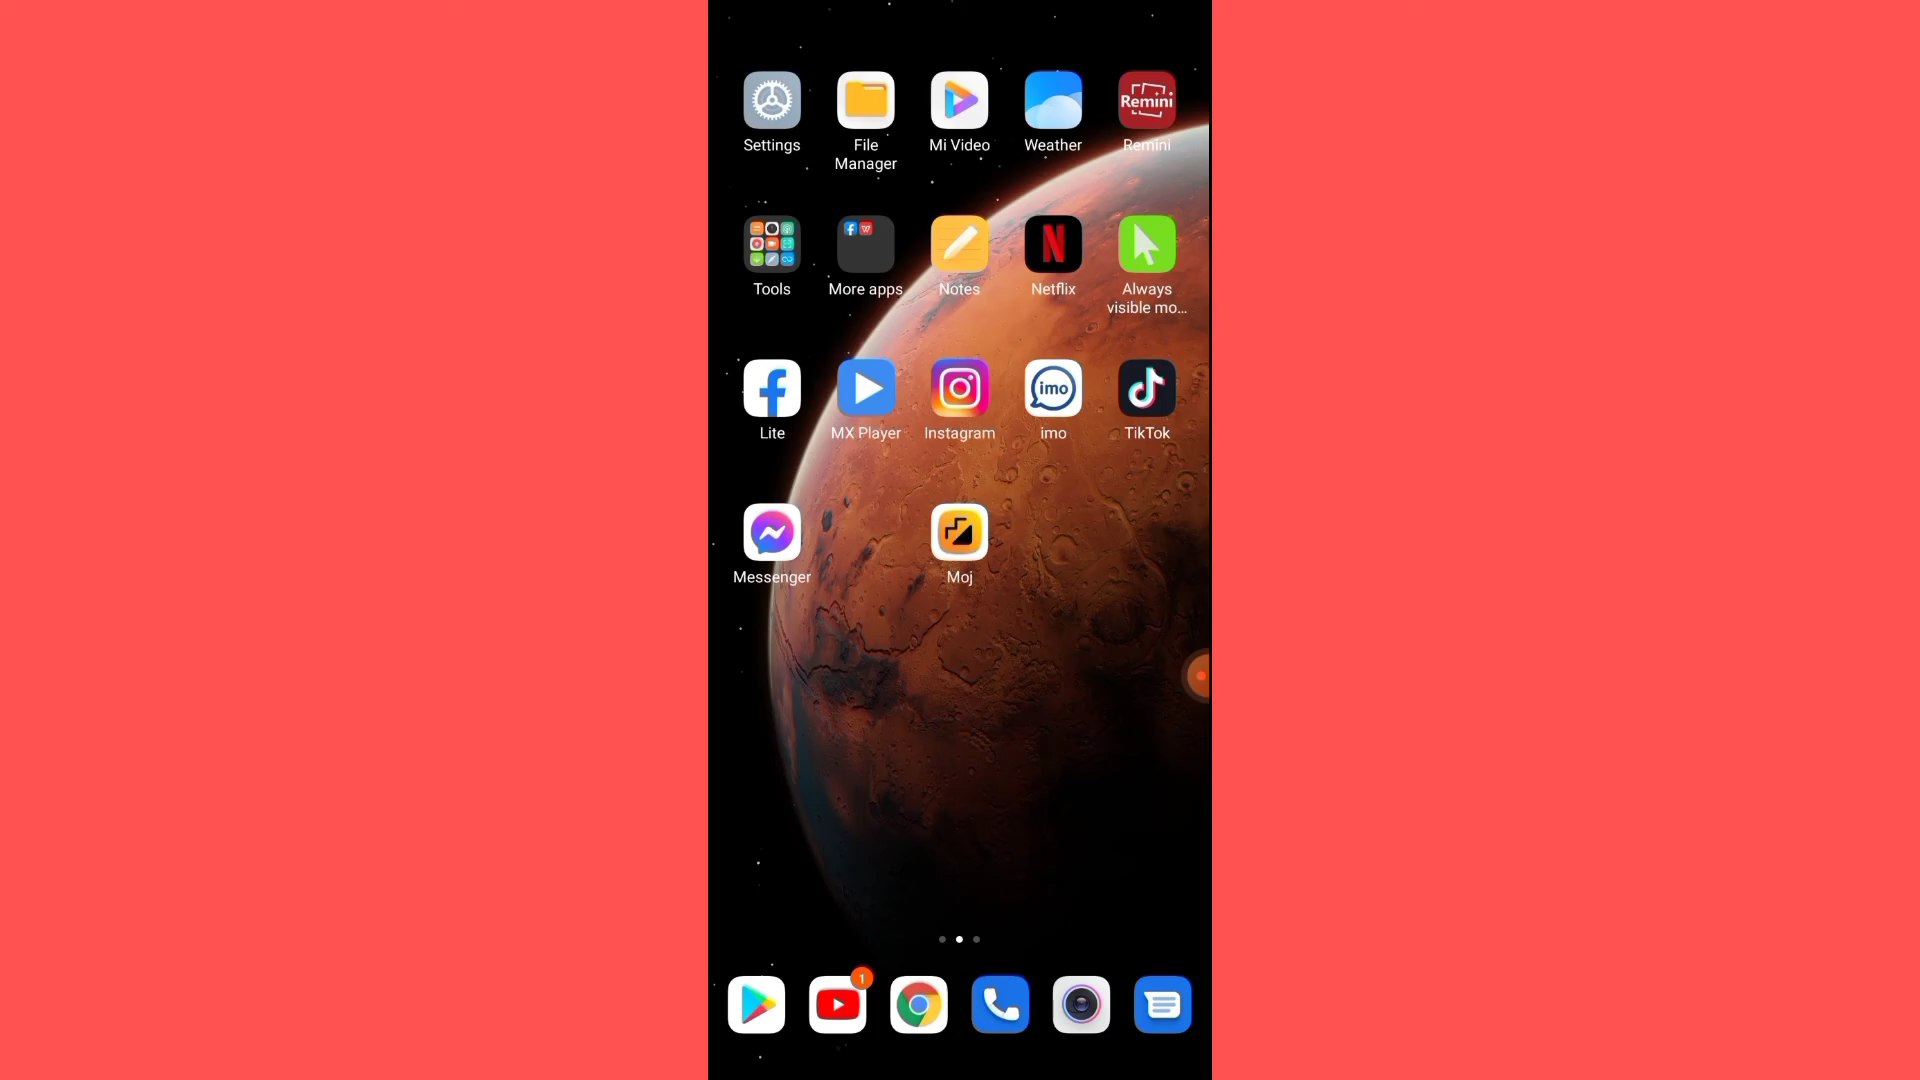 Remini
Settings
File
Manager
Mi Video
Weather
Remini
Tools
More apps
Notes
Netflix
Always
visible mo...
imo
Lite
MX Player
Instagram
imo
TikTok
Messenger
Moj
1